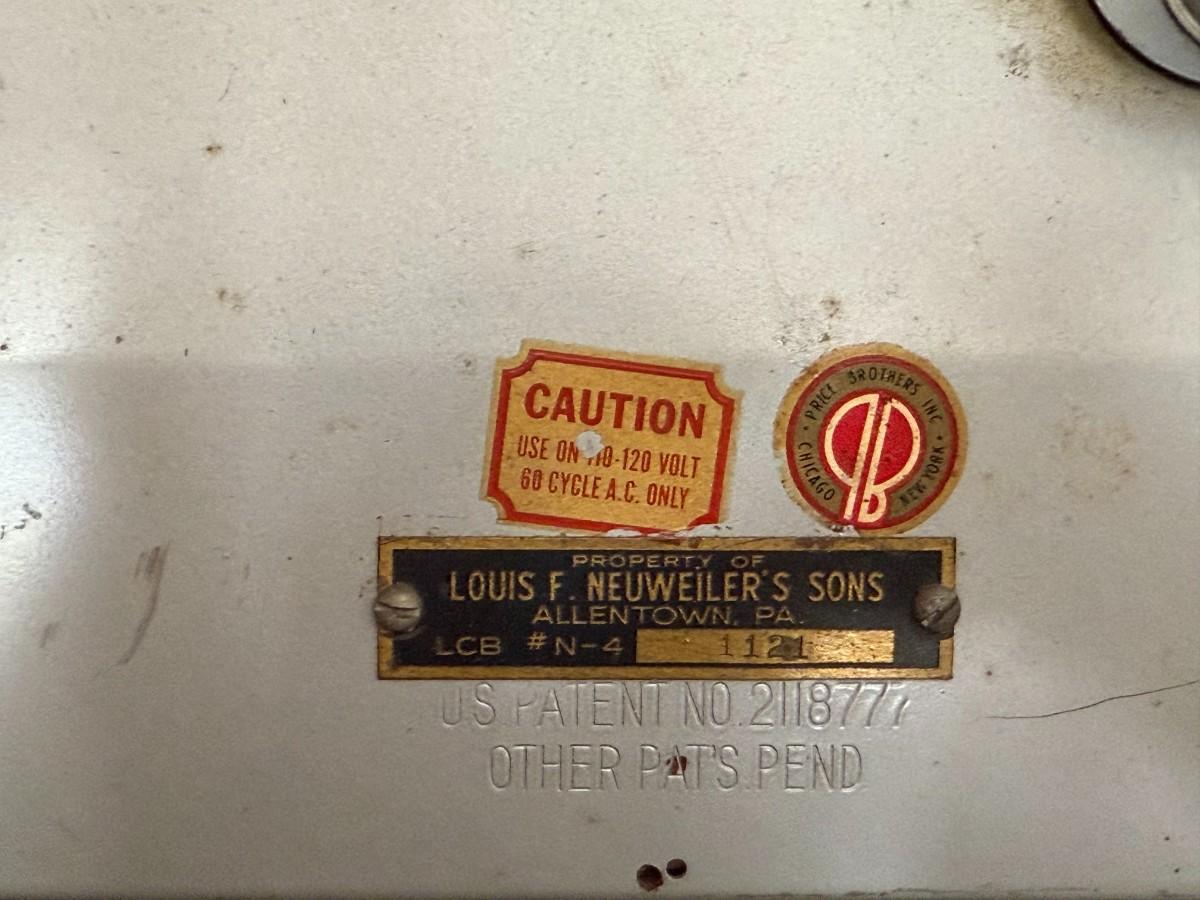 CAUTION
USE ON 110-120 VOLT
60 CYCLE A.C. ONLY
PRICE BROTHERS INC
• CHICAGO • NEW YORK •
PB
PROPERTY OF
LOUIS F. NEUWEILER'S SONS
ALLENTOWN, PA.
LCB #N-4 1121
U.S. PATENT NO. 2118777
OTHER PAT'S. PEND